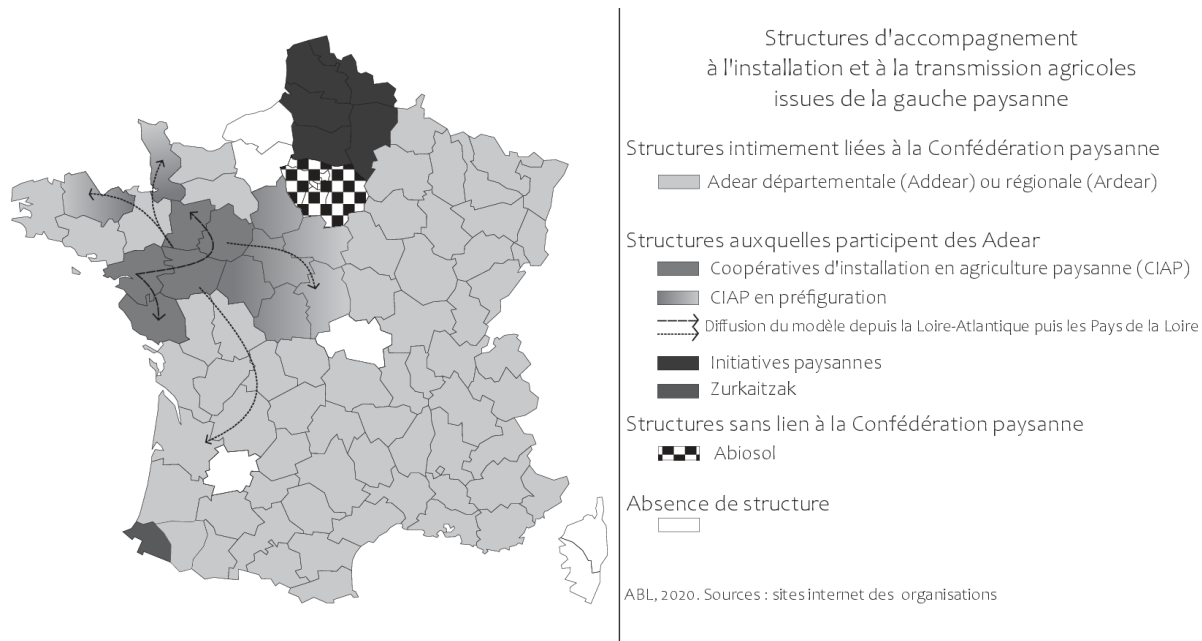 Structures d'accompagnement
à l'installation et à la transmission agricoles
issues de la gauche paysanne
Structures intimement liées à la Confédération paysanne
Adear départementale (Addear) ou régionale (Ardear)
Structures auxquelles participent des Adear
Coopératives d'installation en agriculture paysanne (CIAP)
CIAP en préfiguration
Diffusion du modèle depuis la Loire-Atlantique puis les Pays de la Loire
Initiatives paysannes
Zurkaitzak
Structures sans lien à la Confédération paysanne
Abiosol
Absence de structure
ABL, 2020. Sources : sites internet des organisations